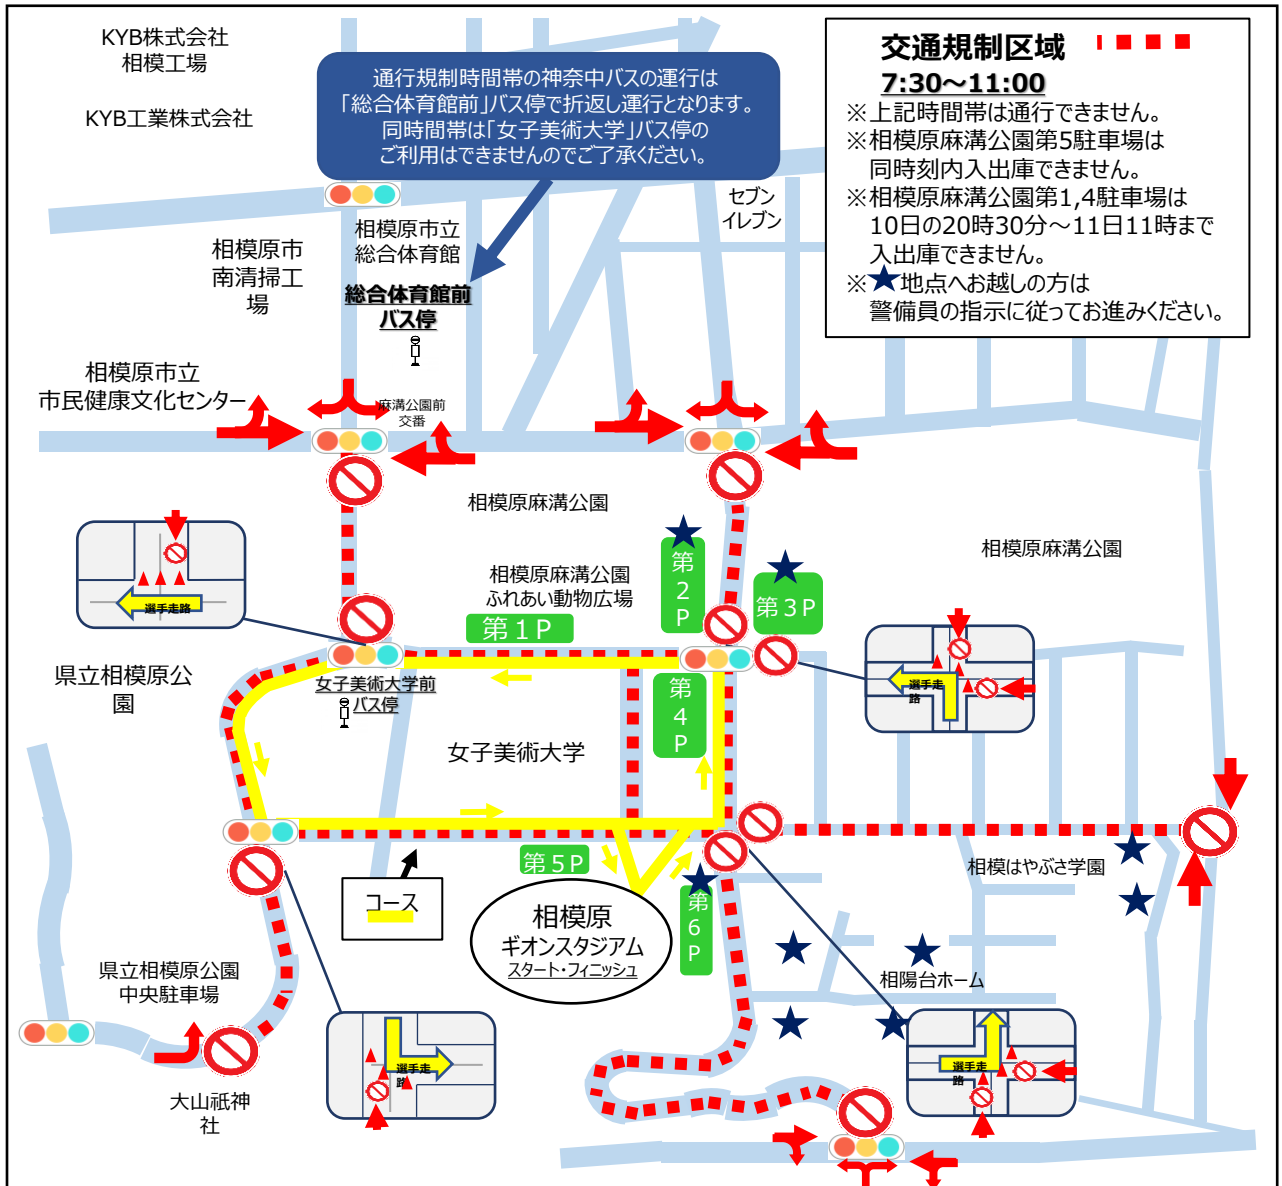 KYB株式会社
相模工場
KYB工業株式会社
通行規制時間帯の神奈中バスの運行は
「総合体育館前」バス停で折返し運行となります。
同時間帯は「女子美術大学」バス停の
ご利用はできませんのでご了承ください。
交通規制区域
7:30～11:00
※上記時間帯は通行できません。
※相模原麻溝公園第5駐車場は
同時刻内入出庫できません。
※相模原麻溝公園第1,4駐車場は
10日の20時30分～11日11時まで
入出庫できません。
※★地点へお越しの方は
警備員の指示に従ってお進みください。
セブン
イレブン
相模原市
南清掃工
場
相模原市立
総合体育館
総合体育館前
バス停
相模原市立
市民健康文化センター
麻溝公園前
交番
相模原麻溝公園
相模原麻溝公園
相模原麻溝公園
ふれあい動物広場
第1P
第
2
P
第3P
選手走路
選手走
路
県立相模原公
園
女子美術大学前
バス停
第
4
P
女子美術大学
第5P
コース
相模原
ギオンスタジアム
スタート・フィニッシュ
第
6
P
相模はやぶさ学園
相陽台ホーム
県立相模原公園
中央駐車場
大山祇神
社
選手走
路
選手走
路